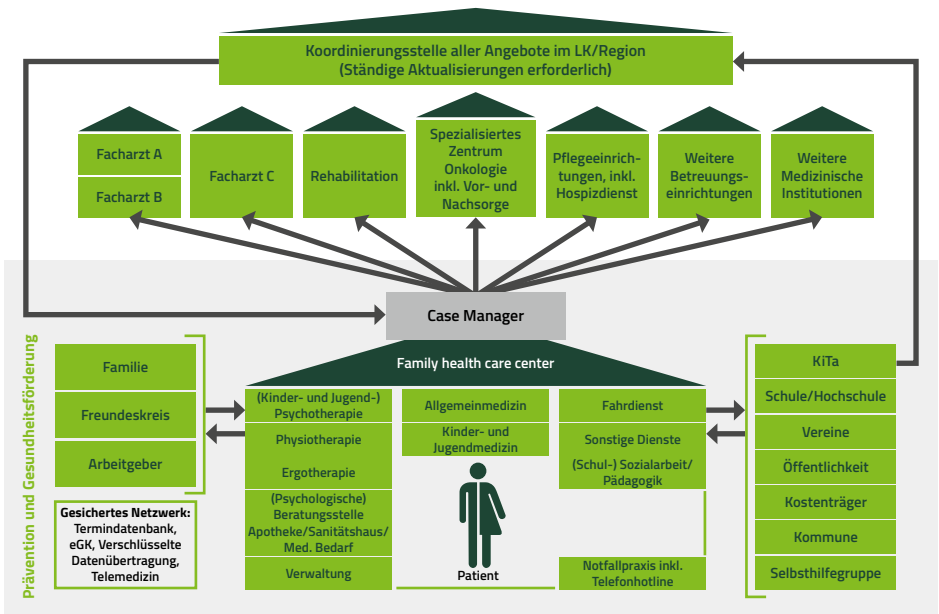 Koordinierungsstelle aller Angebote im LK/Region
(Ständige Aktualisierungen erforderlich)
Facharzt A
Facharzt B
Facharzt C
Rehabilitation
Spezialisiertes
Zentrum
Onkologie
inkl. Vor- und
Nachsorge
Pflegeeinrich-
tungen, inkl.
Hospizdienst
Weitere
Betreuungs-
einrichtungen
Weitere
Medizinische
Institutionen
Case Manager
Family health care center
Prävention und Gesundheitsförderung
Familie
Freundeskreis
Arbeitgeber
Gesichertes Netzwerk:
Termindatenbank,
eGK, Verschlüsselte
Datenübertragung,
Telemedizin
(Kinder- und Jugend-)
Psychotherapie
Physiotherapie
Ergotherapie
(Psychologische)
Beratungsstelle
Apotheke/Sanitätshaus/
Med. Bedarf
Verwaltung
Allgemeinmedizin
Kinder- und
Jugendmedizin
Patient
Fahrdienst
Sonstige Dienste
(Schul-) Sozialarbeit/
Pädagogik
Notfallpraxis inkl.
Telefonhotline
KiTa
Schule/Hochschule
Vereine
Öffentlichkeit
Kostenträger
Kommune
Selbsthilfegruppe